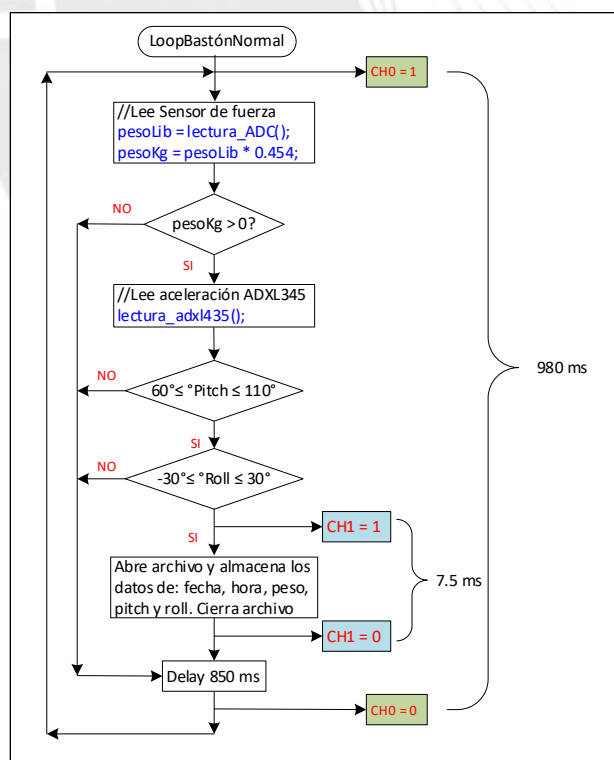 LoopBastónNormal
CH0 = 1
//Lee Sensor de fuerza
pesoLib = lectura_ADC();
pesoKg = pesoLib * 0.454;
NO
pesoKg > 0?
SI
//Lee aceleración ADXL345
lectura_adxl435();
980 ms
NO
60°≤ °Pitch ≤ 110°
SI
NO
-30°≤ °Roll ≤ 30°
CH1 = 1
SI
Abre archivo y almacena los
datos de: fecha, hora, peso,
pitch y roll. Cierra archivo
7.5 ms
CH1 = 0
Delay 850 ms
CH0 = 0